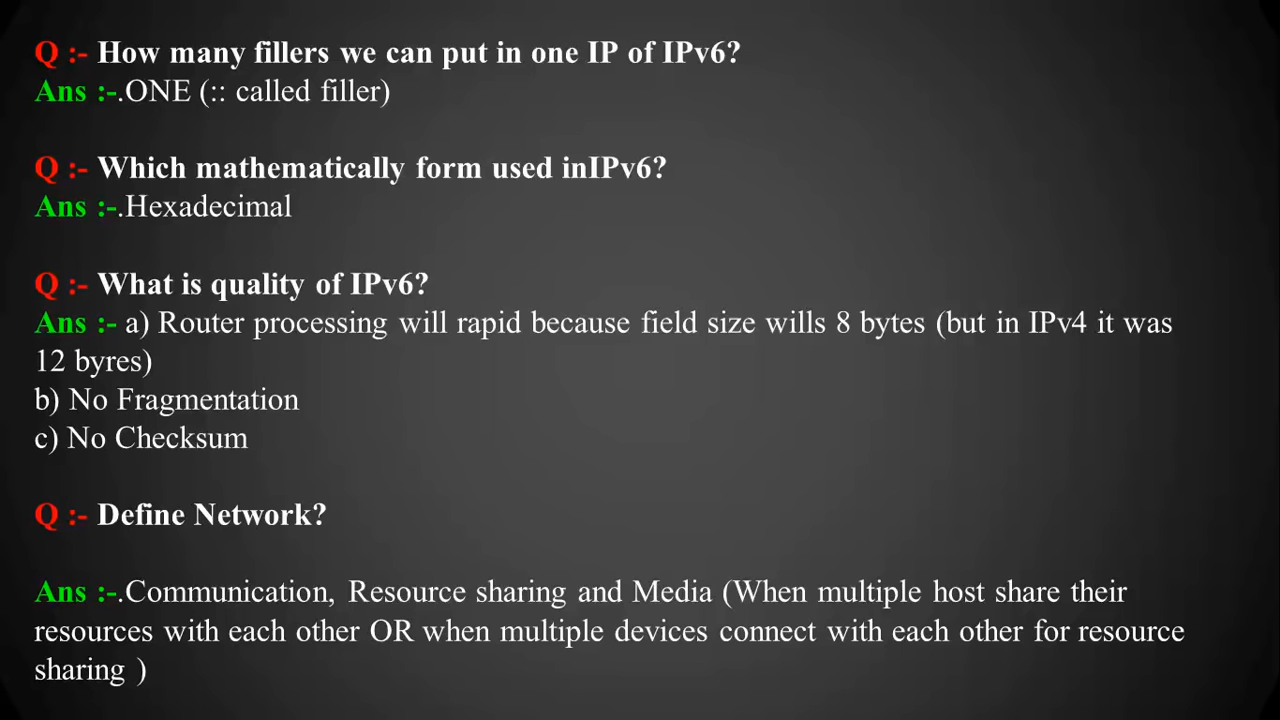 Q :- How many fillers we can put in one IP of IPv6?
Ans :-.ONE (:: called filler)
Q :- Which mathematically form used inIPv6?
Ans :-.Hexadecimal
Q :- What is quality of IPv6?
Ans :- a) Router processing will rapid because field size wills 8 bytes (but in IPv4 it was
12 byres)
b) No Fragmentation
c) No Checksum
Q :- Define Network?
Ans :-.Communication, Resource sharing and Media (When multiple host share their
resources with each other OR when multiple devices connect with each other for resource
sharing )